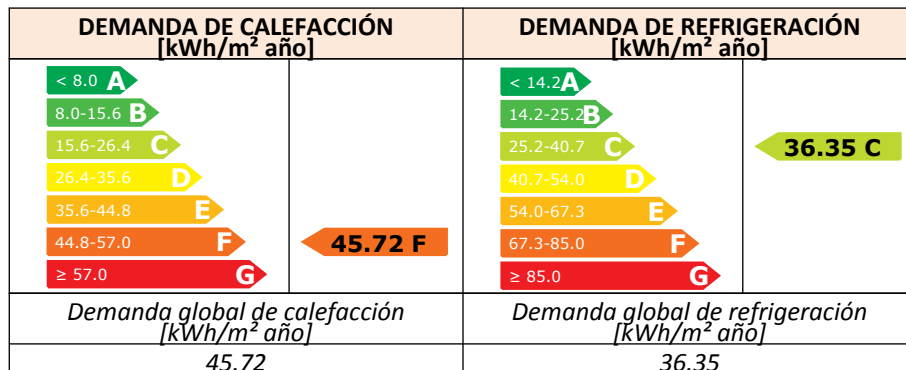 DEMANDA DE CALEFACCIÓN
[kWh/m² año]
DEMANDA DE REFRIGERACIÓN
[kWh/m² año]
< 8.0 A
8.0-15.6 B
15.6-26.4 C
26.4-35.6 D
35.6-44.8 E
44.8-57.0 F
≥ 57.0 G
45.72 F
< 14.2 A
14.2-25.2 B
25.2-40.7 C
40.7-54.0 D
54.0-67.3 E
67.3-85.0 F
≥ 85.0 G
36.35 C
Demanda global de calefacción
[kWh/m² año]
Demanda global de refrigeración
[kWh/m² año]
45.72
36.35